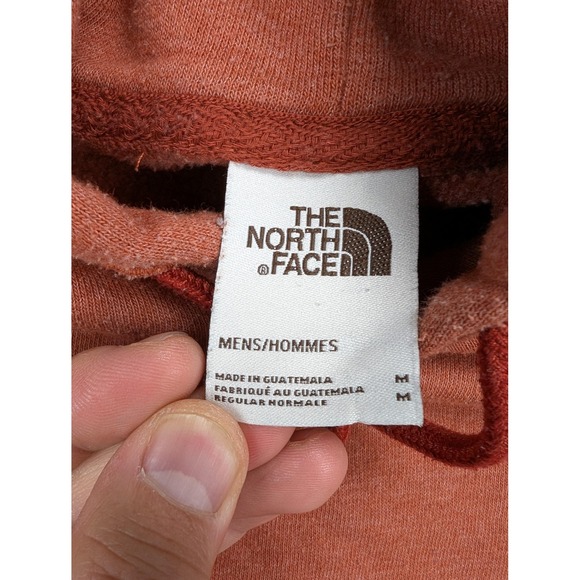 THE
NORTH
® FACE
MENS/HOMMES
MADE IN GUATEMALA M
FABRIQUÉ AU GUATEMALA M
REGULAR NORMALE